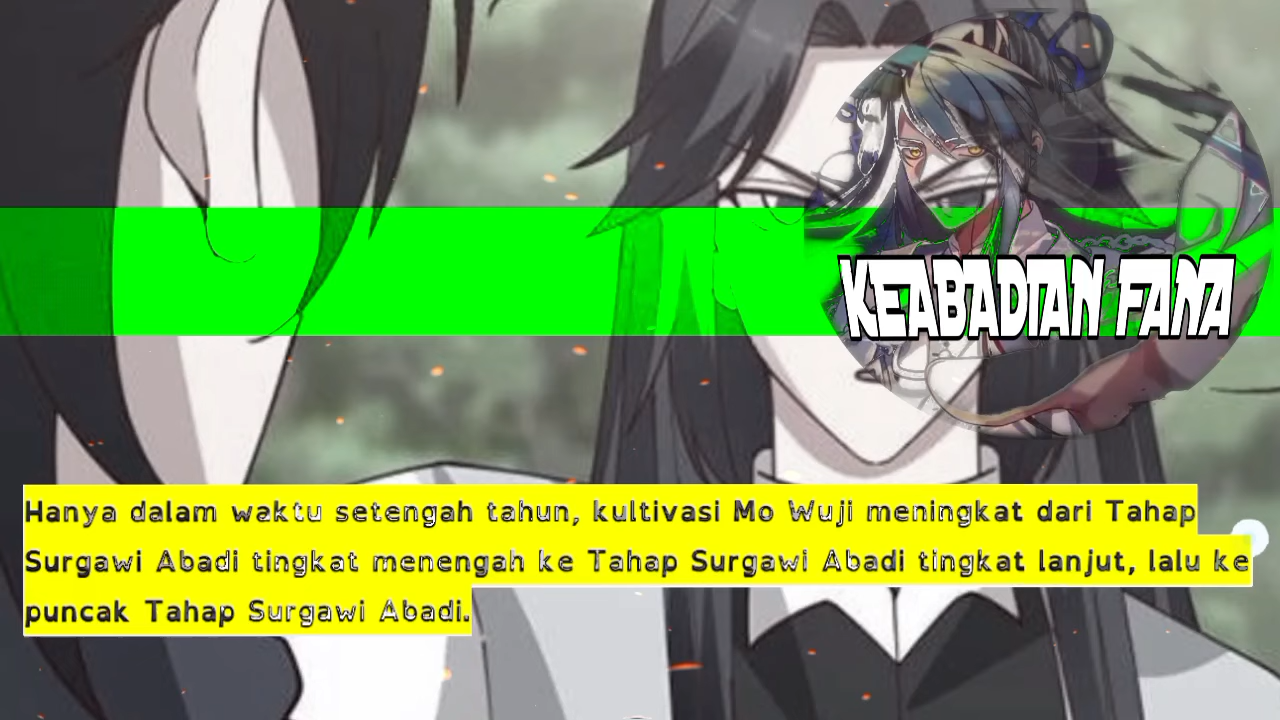 KEABADIAN FANA
Hanya dalam waktu setengah tahun, kultivasi Mo Wuji meningkat dari Tahap
Surgawi Abadi tingkat menengah ke Tahap Surgawi Abadi tingkat lanjut, lalu ke
puncak Tahap Surgawi Abadi.